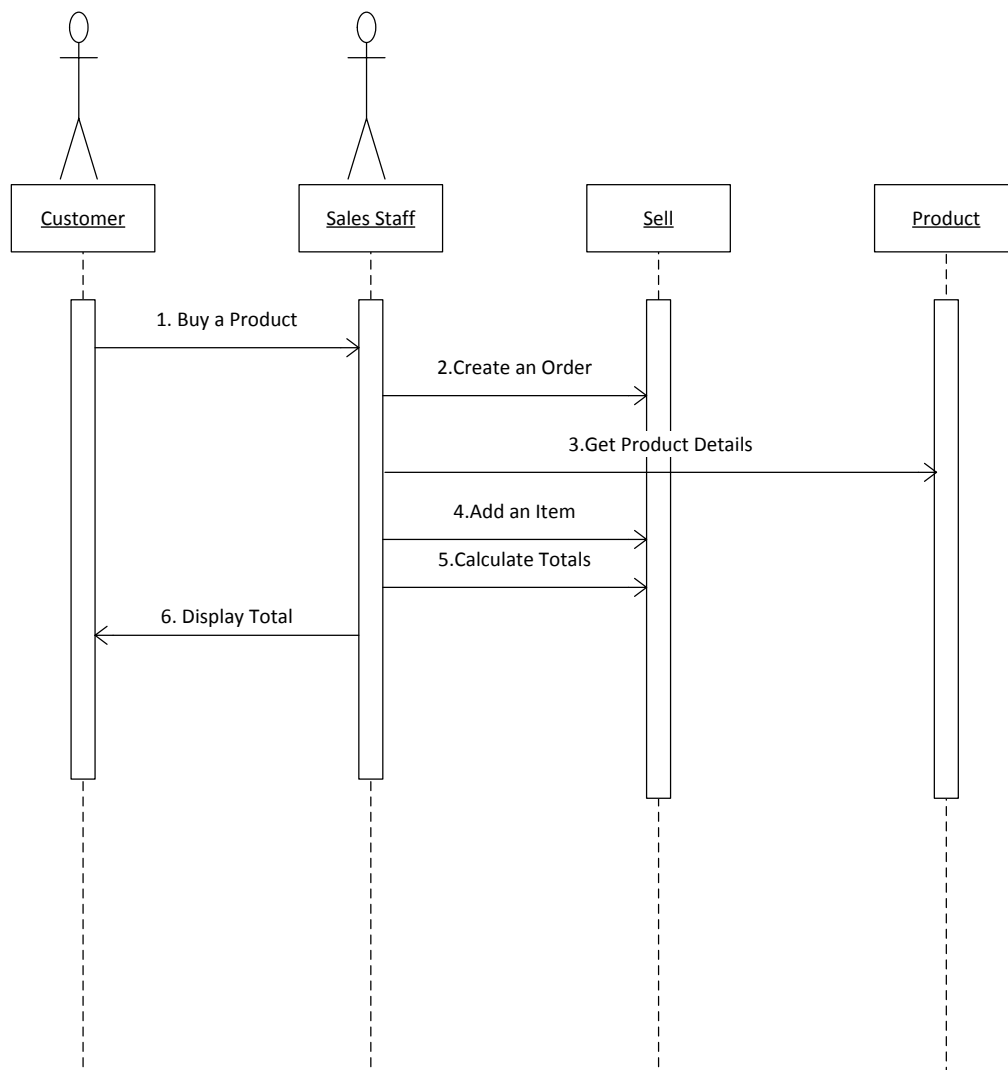 Customer
Sales Staff
Sell
Product
1. Buy a Product
2.Create an Order
3.Get Product Details
4.Add an Item
5.Calculate Totals
6. Display Total